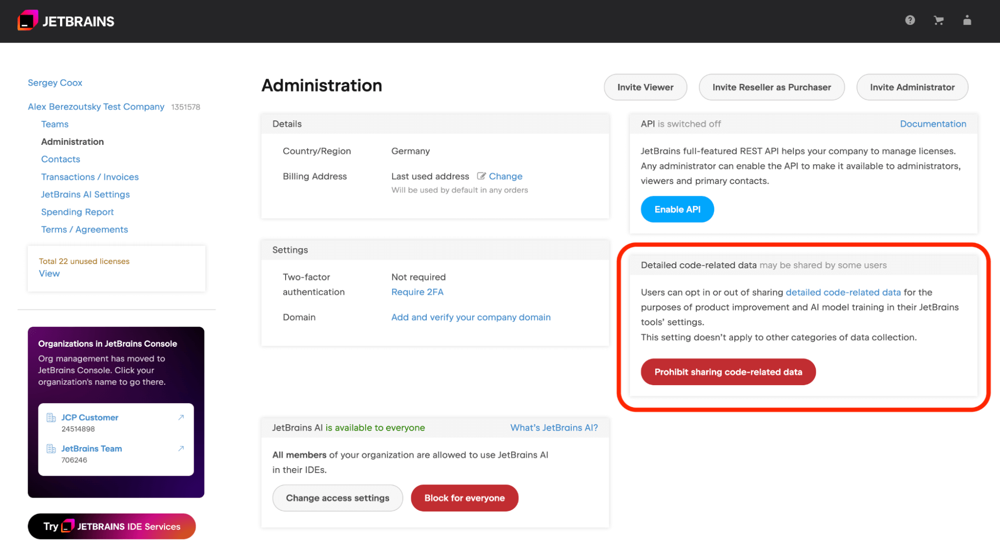 JETBRAINS
Sergey Coox
Alex Berezoutsky Test Company 1351578
Teams
Administration
Contacts
Transactions / Invoices
JetBrains AI Settings
Spending Report
Terms / Agreements
Total 22 unused licenses
View
Organizations in JetBrains Console
Org management has moved to
JetBrains Console. Click your
organization's name to go there.
JCP Customer
24514898
JetBrains Team
706246
Try JETBRAINS IDE Services
Administration
Invite Viewer
Invite Reseller as Purchaser
Invite Administrator
Details
Country/Region Germany
Billing Address Last used address Change
Will be used by default in any orders
Settings
Two-factor
authentication
Not required
Require 2FA
Domain Add and verify your company domain
JetBrains AI is available to everyone What's JetBrains AI?
All members of your organization are allowed to use JetBrains AI
in their IDEs.
Change access settings
Block for everyone
API is switched off Documentation
JetBrains full-featured REST API helps your company to manage licenses.
Any administrator can enable the API to make it available to administrators,
viewers and primary contacts.
Enable API
Detailed code-related data may be shared by some users
Users can opt in or out of sharing detailed code-related data for the
purposes of product improvement and AI model training in their JetBrains
tools' settings.
This setting doesn't apply to other categories of data collection.
Prohibit sharing code-related data